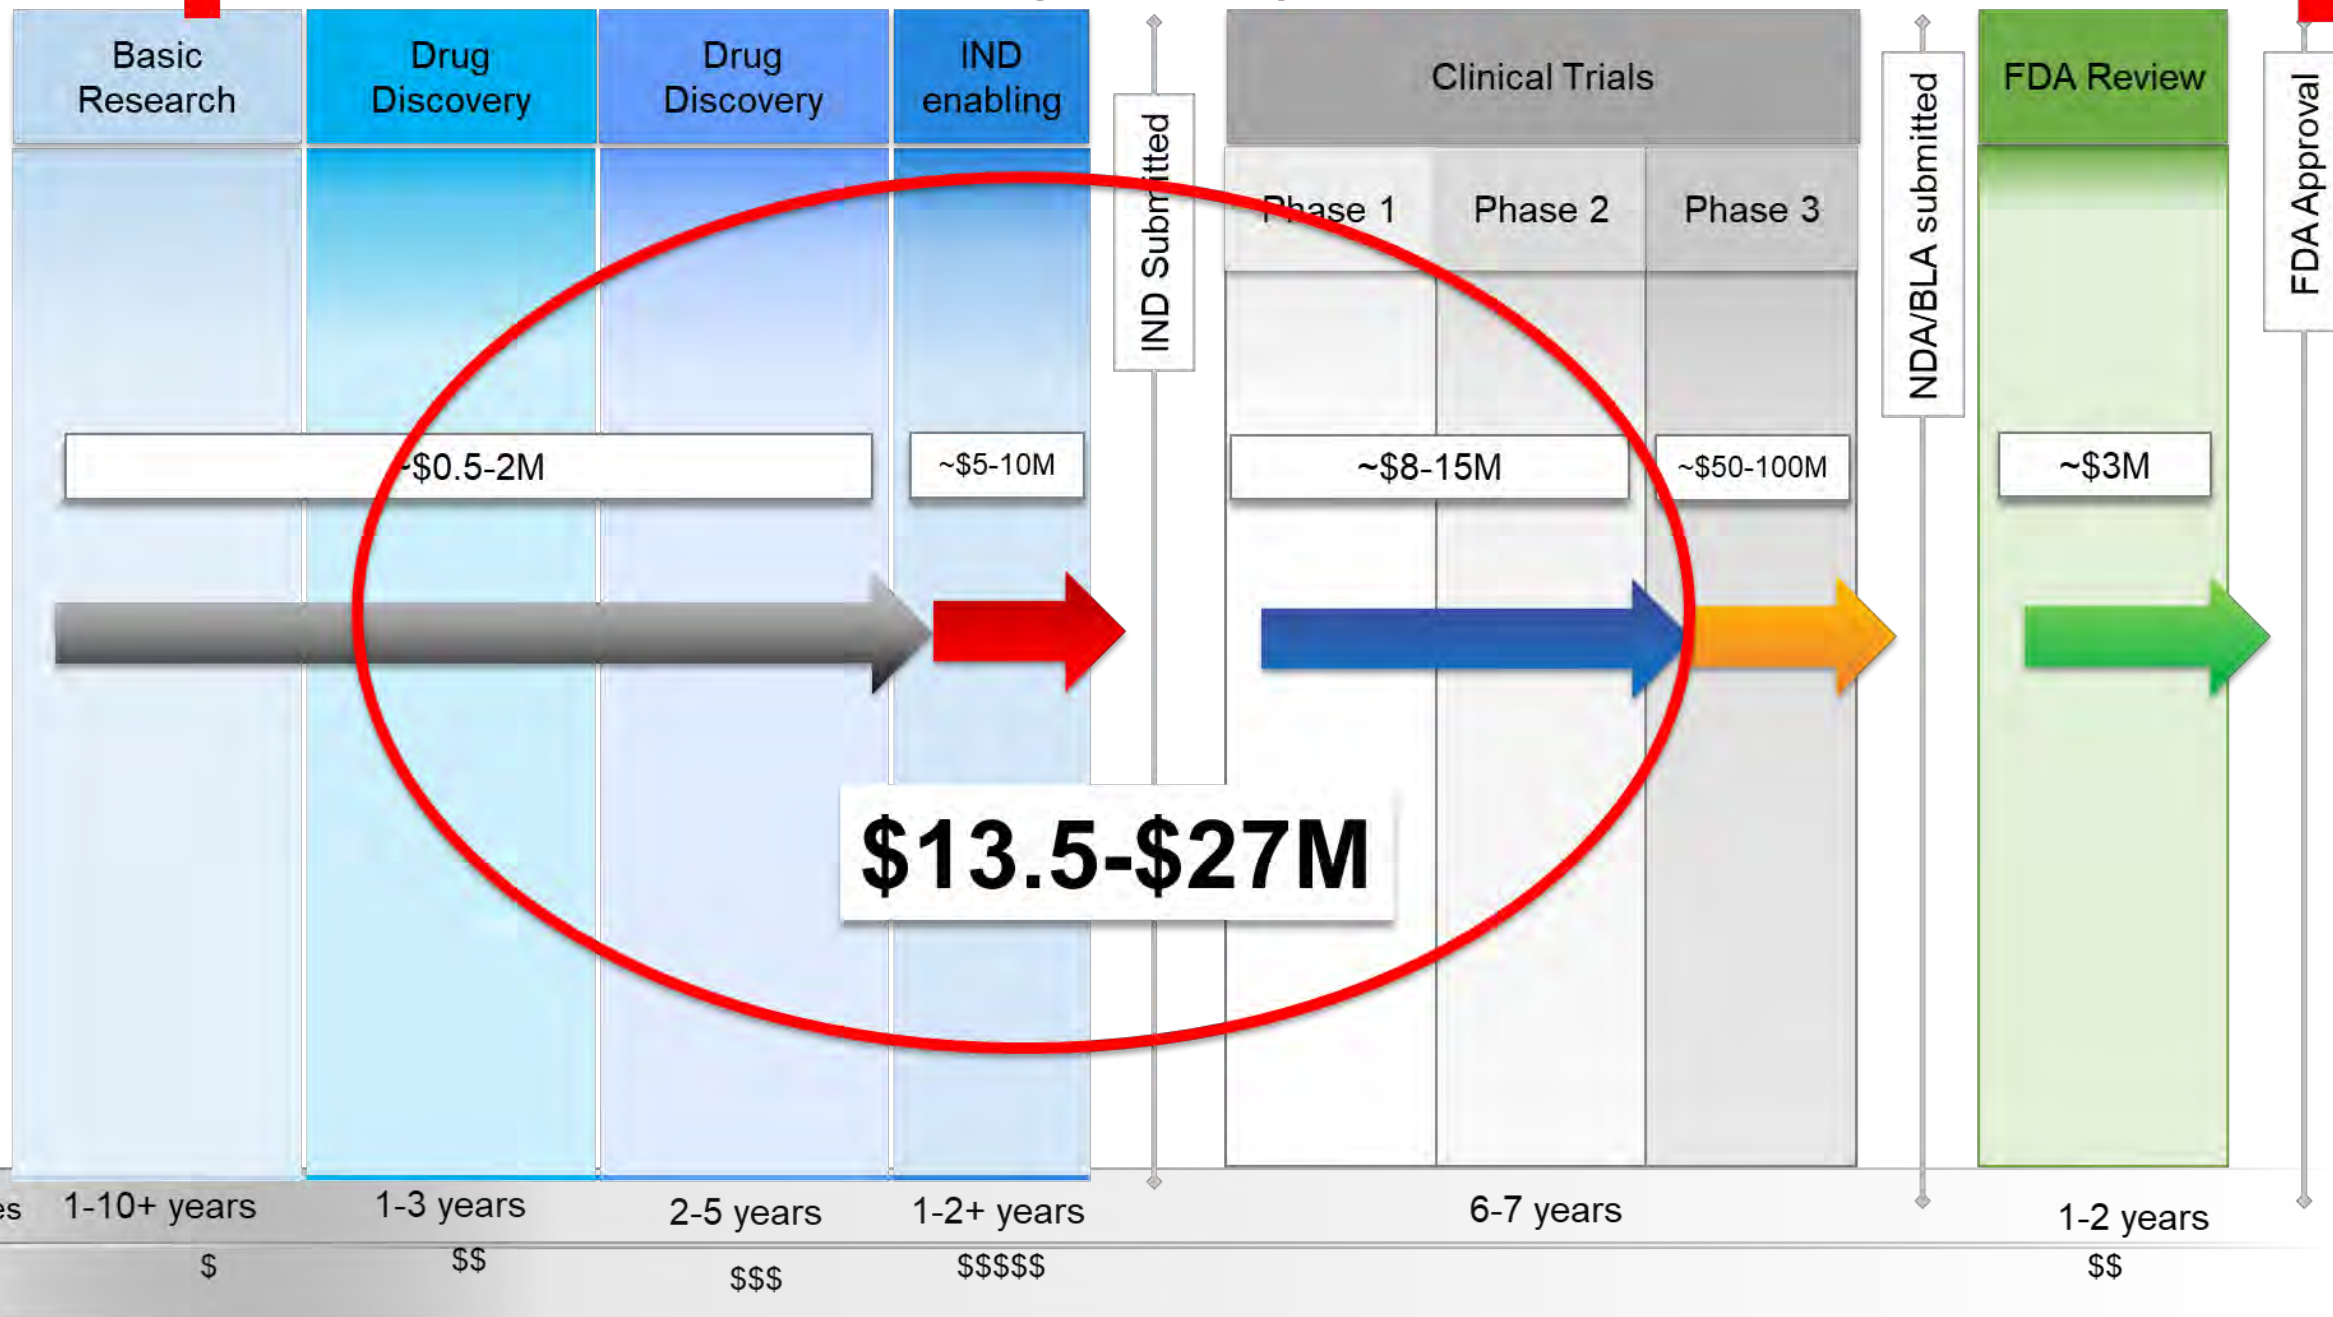 Basic
Research
Drug
Discovery
Drug
Discovery
IND
enabling
IND Submitted
Clinical Trials
Phase 1
Phase 2
Phase 3
NDA/BLA submitted
FDA Review
FDA Approval
~$0.5-2M
~$5-10M
~$8-15M
~$50-100M
~$3M
$13.5-$27M
1-10+ years
1-3 years
2-5 years
1-2+ years
6-7 years
1-2 years
$
$$
$$$
$$$$$
$$